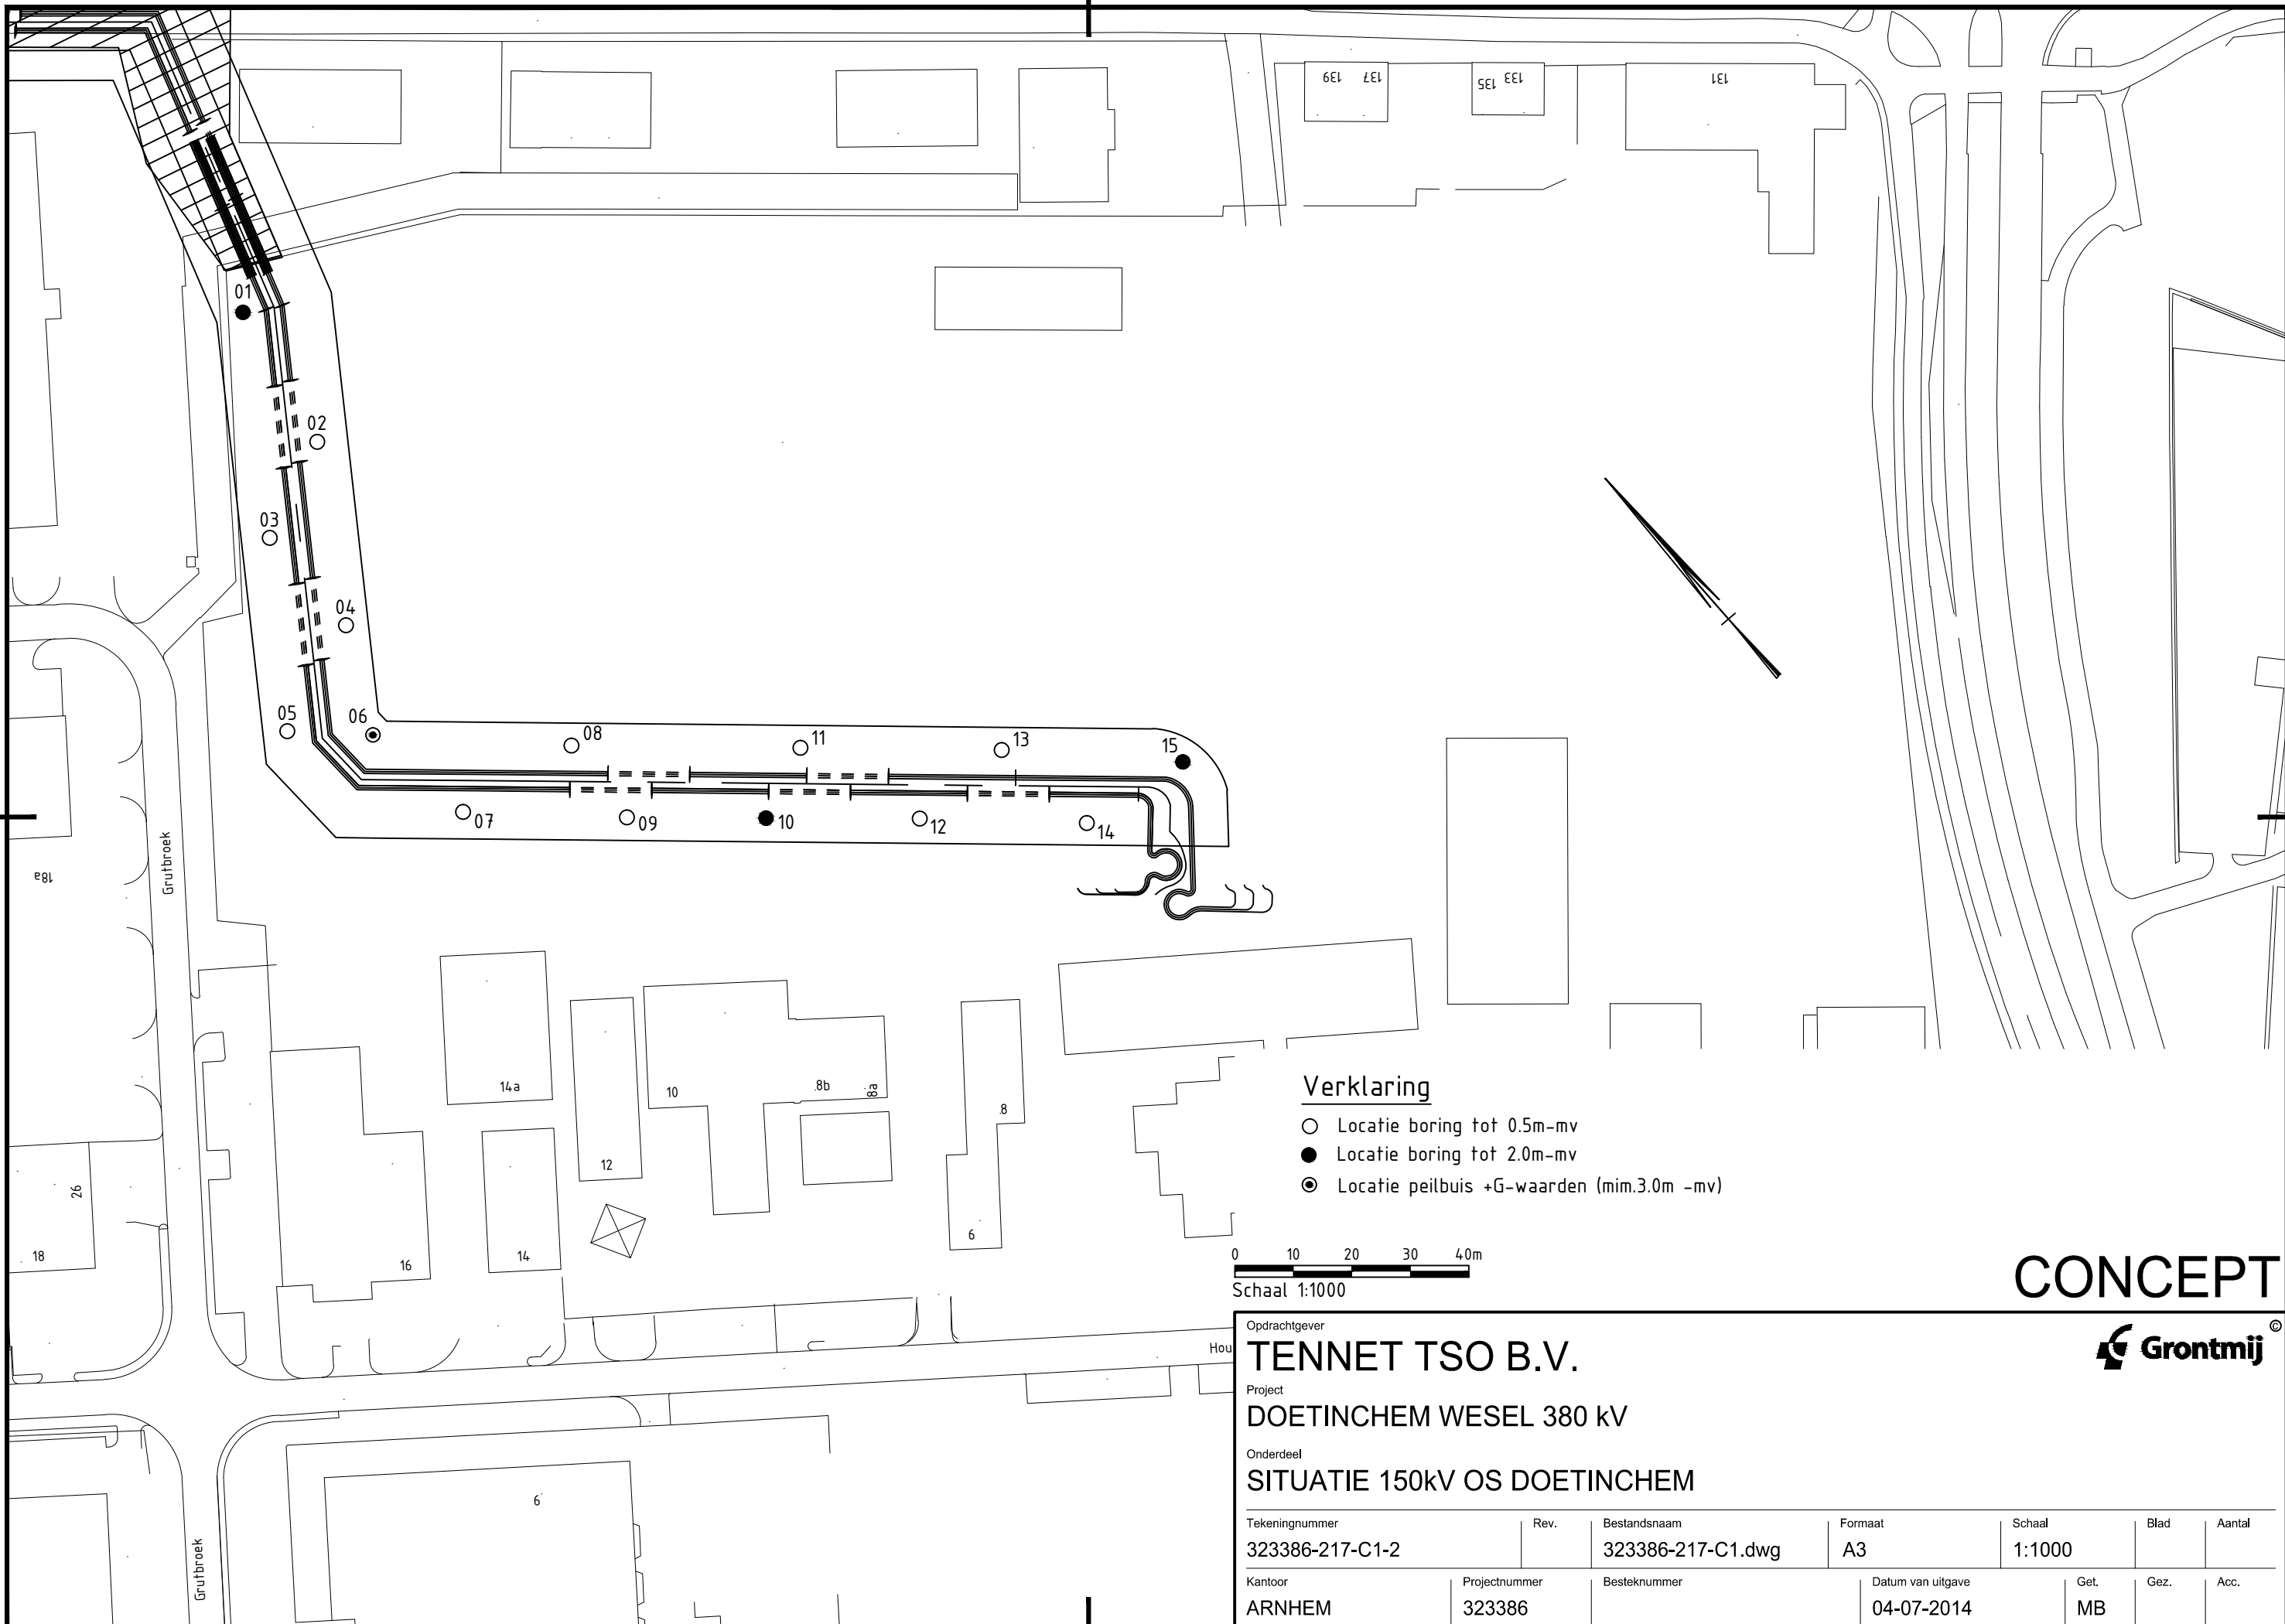 139 137
135 133
131
01
02
03
04
05
06
08
11
13
15
07
09
10
12
14
Grutbroek
18a
14a
10
8b
8a
8
12
26
18
16
14
6
Verklaring
Locatie boring tot 0.5m-mv
Locatie boring tot 2.0m-mv
Locatie peilbuis +G-waarden (mim.3.0m -mv)
0 10 20 30 40m
Schaal 1:1000
CONCEPT
Hou
Opdrachtgever
TENNET TSO B.V.
Grontmij ©
Project
DOETINCHEM WESEL 380 kV
Onderdeel
SITUATIE 150kV OS DOETINCHEM
Tekeningnummer Rev. Bestandsnaam Formaat Schaal Blad Aantal
323386-217-C1-2 323386-217-C1.dwg A3 1:1000
Kantoor Projectnummer Besteknummer Datum van uitgave Get. Gez. Acc.
ARNHEM 323386 04-07-2014 MB
6
Grutbroek